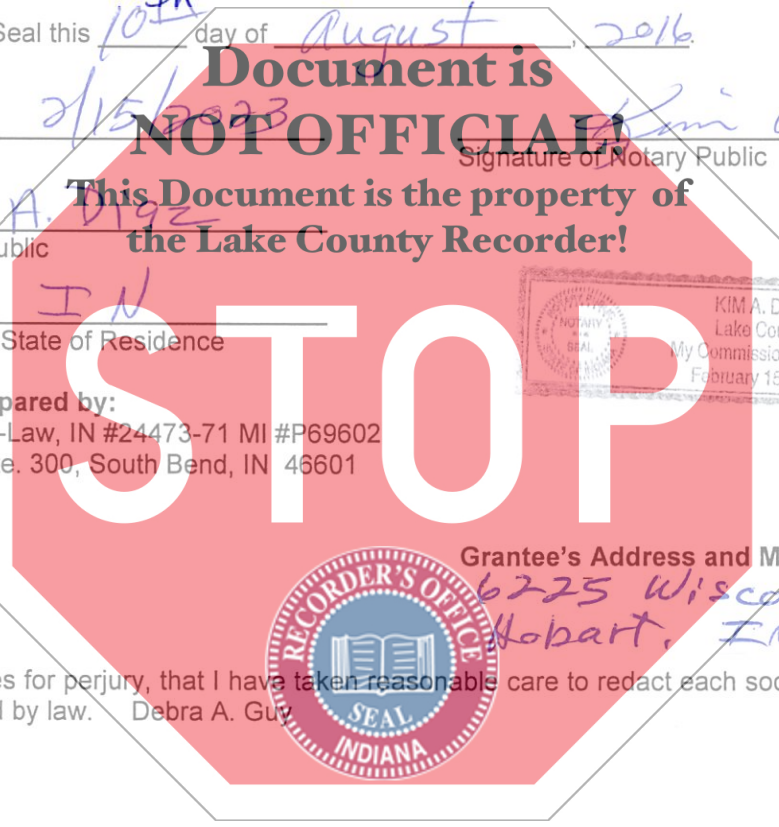 Seal this 10th day of August, 2016.
Document is
2/15/2023
NOT OFFICIAL!
Kim
Signature of Notary Public
This Document is the property of
A. Diaz
ublic
the Lake County Recorder!
IN
State of Residence
KIM A. D
NOTARY
SEAL
Lake Co
My Commissio
February 15
STOP
pared by:
-Law, IN #24473-71 MI #P69602
e. 300, South Bend, IN 46601
Grantee's Address and M
6225 Wisco
Hobart, IN
RECORDER'S OFFICE
SEAL
INDIANA
es for perjury, that I have taken reasonable care to redact each soc
d by law. Debra A. Guy